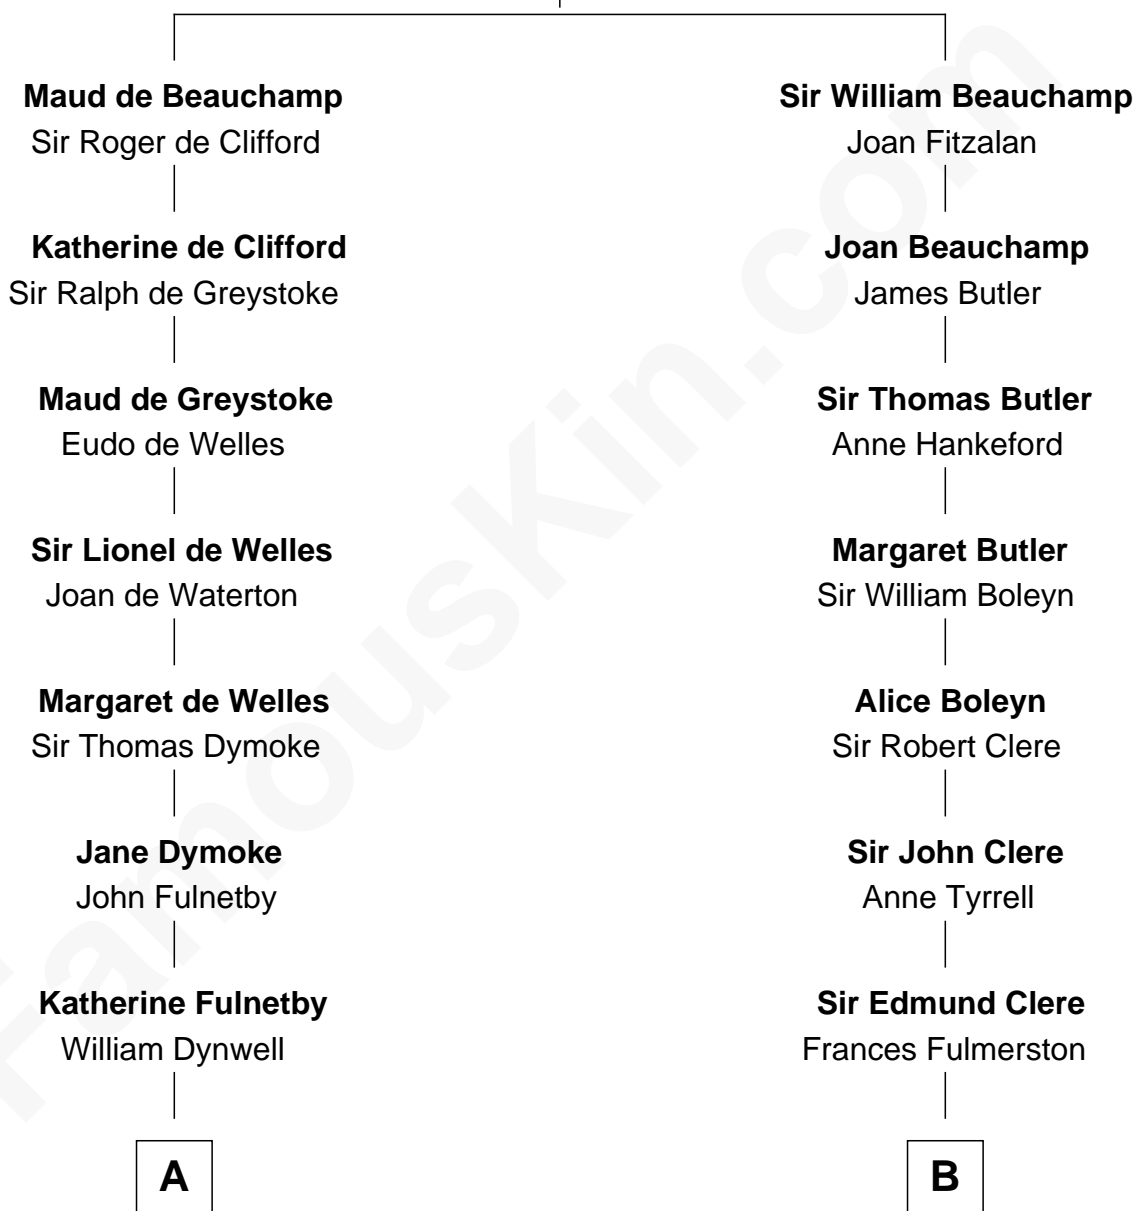 Maud de Beauchamp
Sir Roger de Clifford
Katherine de Clifford
Sir Ralph de Greystoke
Maud de Greystoke
Eudo de Welles
Sir Lionel de Welles
Joan de Waterton
Margaret de Welles
Sir Thomas Dymoke
Jane Dymoke
John Fulnetby
Katherine Fulnetby
William Dynwell
A
Sir William Beauchamp
Joan Fitzalan
Joan Beauchamp
James Butler
Sir Thomas Butler
Anne Hankeford
Margaret Butler
Sir William Boleyn
Alice Boleyn
Sir Robert Clere
Sir John Clere
Anne Tyrrell
Sir Edmund Clere
Frances Fulmerston
B
FamousKin.com